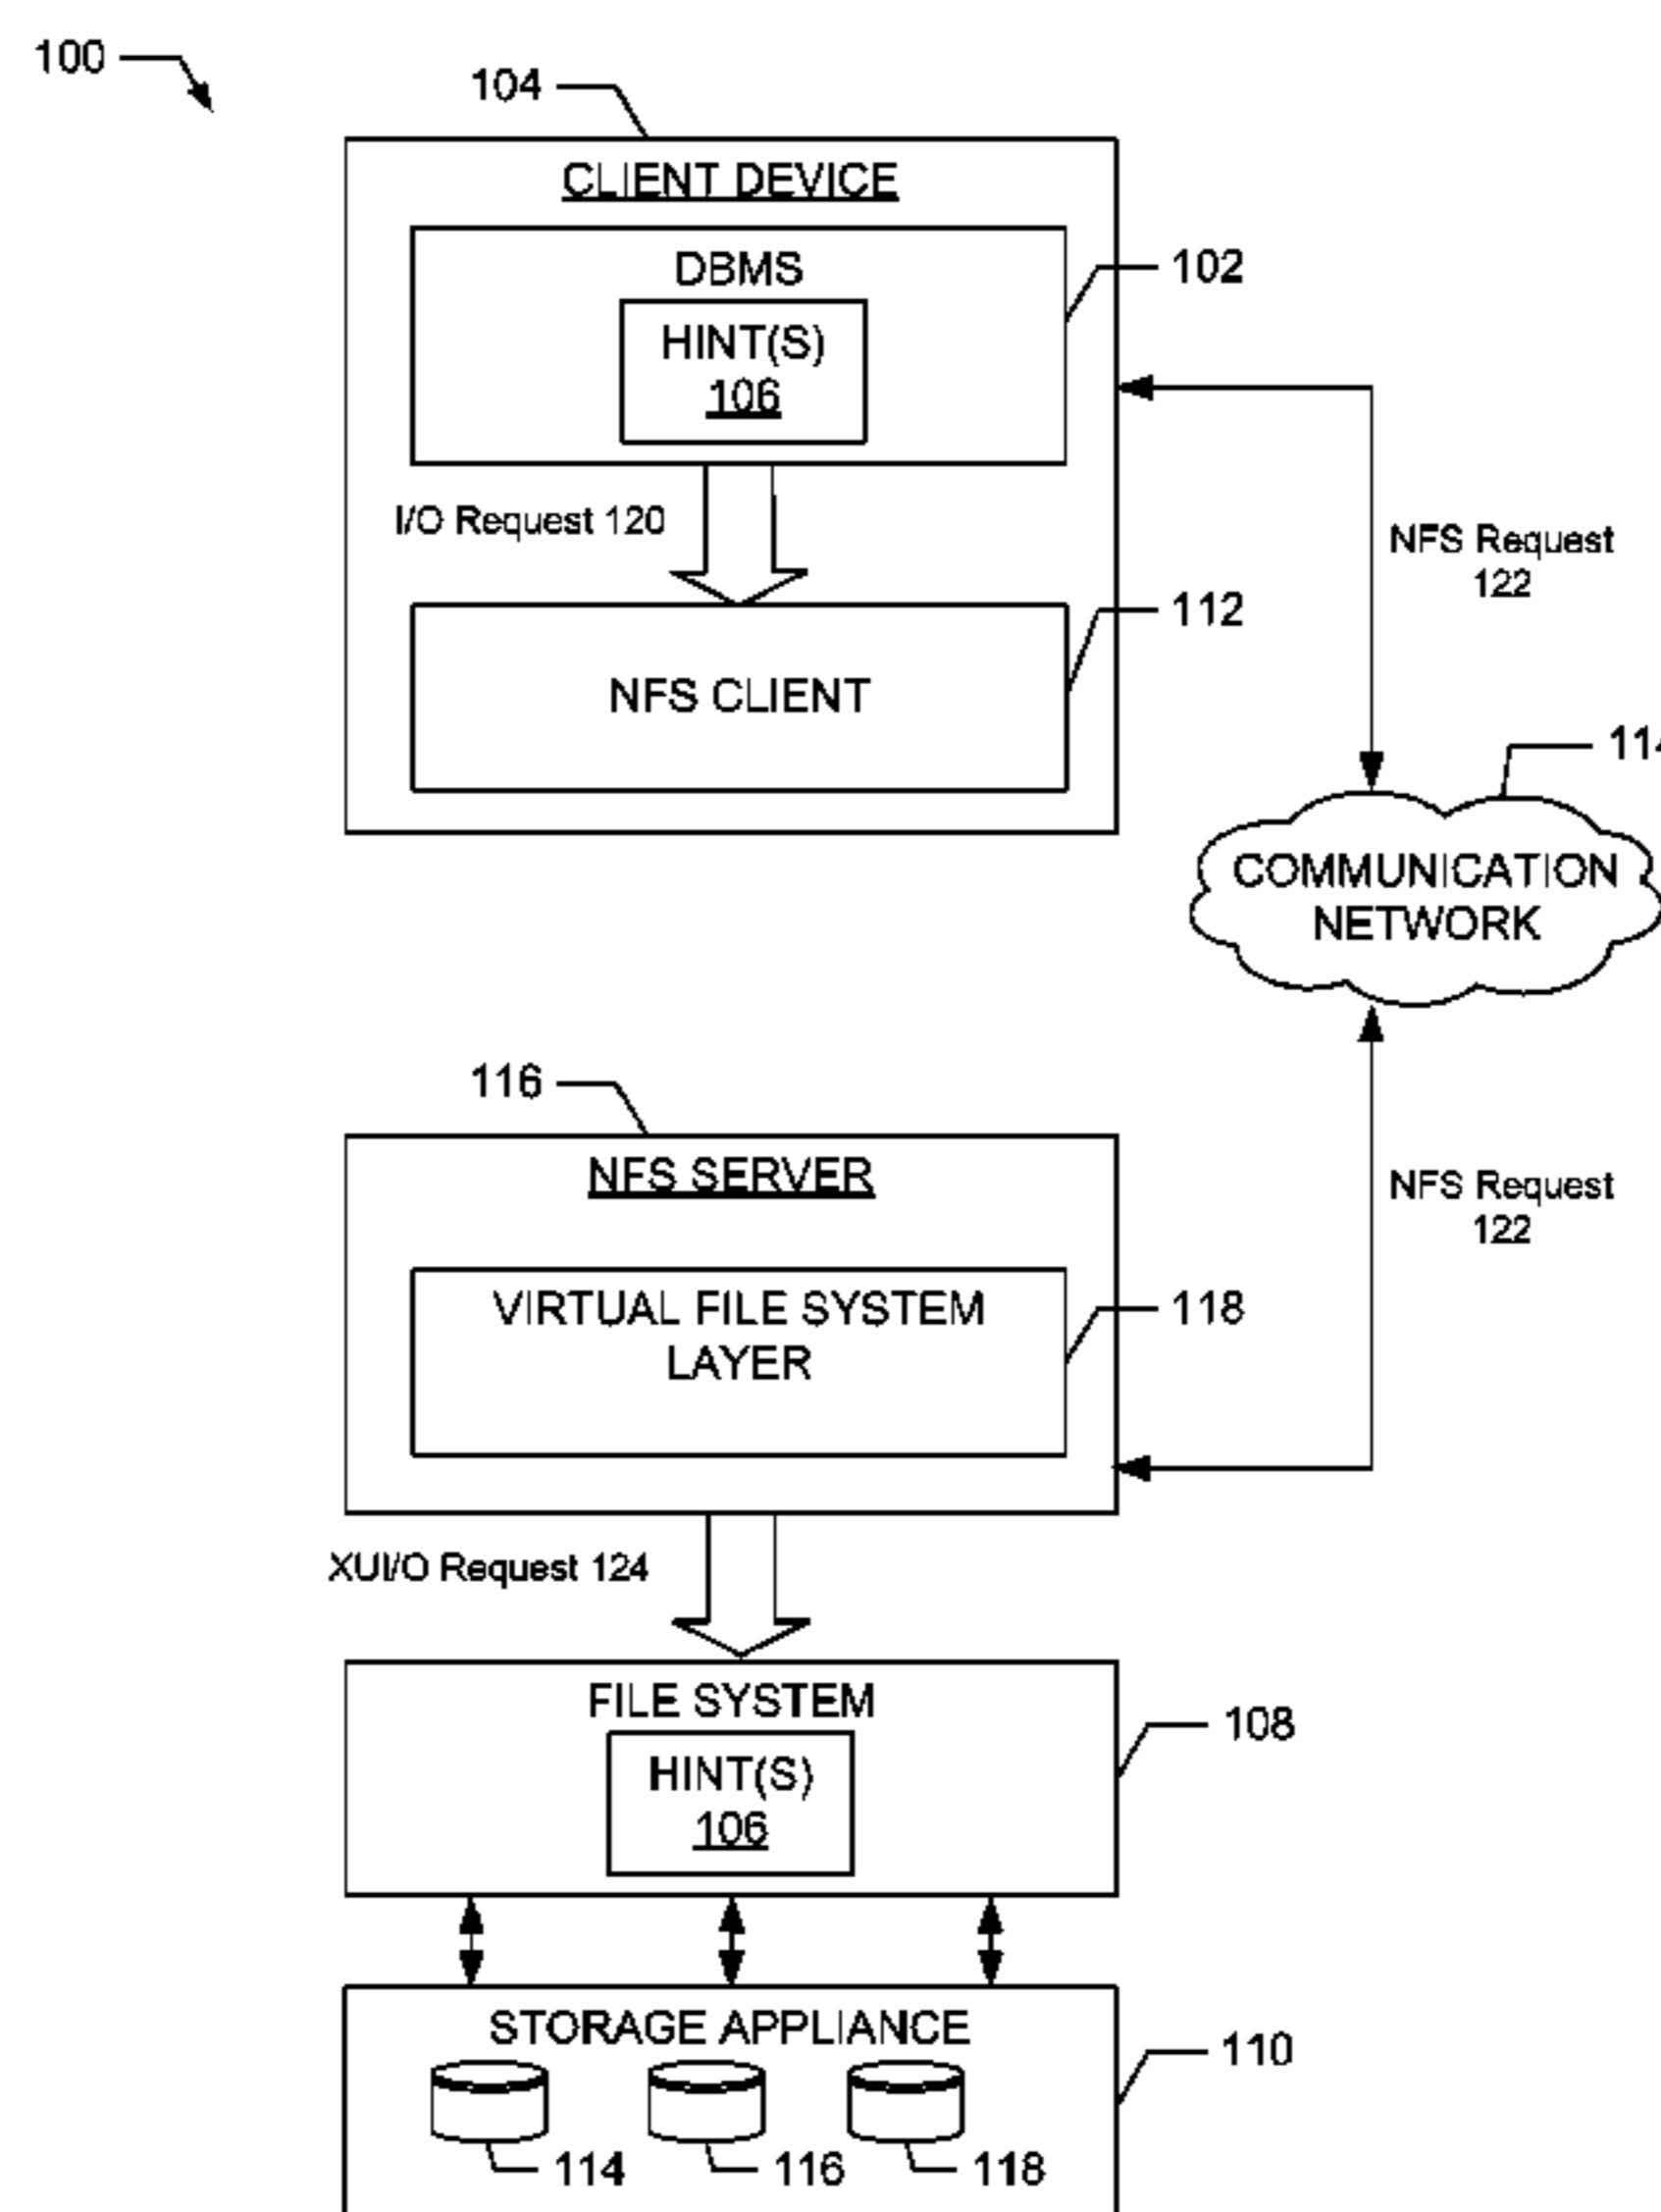 100
104
CLIENT DEVICE
DBMS
102
HINT(S)
106
I/O Request 120
NFS Request
122
112
NFS CLIENT
114
COMMUNICATION
NETWORK
116
NFS SERVER
NFS Request
122
VIRTUAL FILE SYSTEM
LAYER
118
XUI/O Request 124
FILE SYSTEM
108
HINT(S)
106
STORAGE APPLIANCE
110
114
116
118